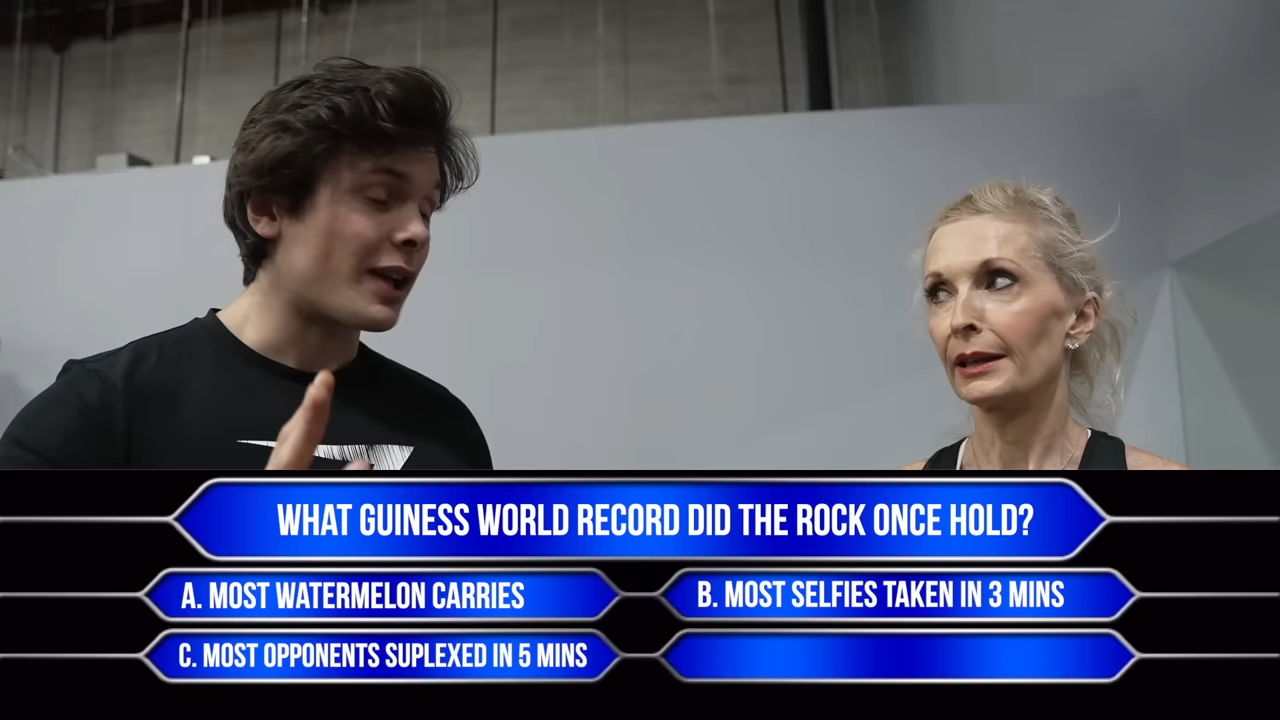 WHAT GUINESS WORLD RECORD DID THE ROCK ONCE HOLD?
A. MOST WATERMELON CARRIES
B. MOST SELFIES TAKEN IN 3 MINS
C. MOST OPPONENTS SUPLEXED IN 5 MINS